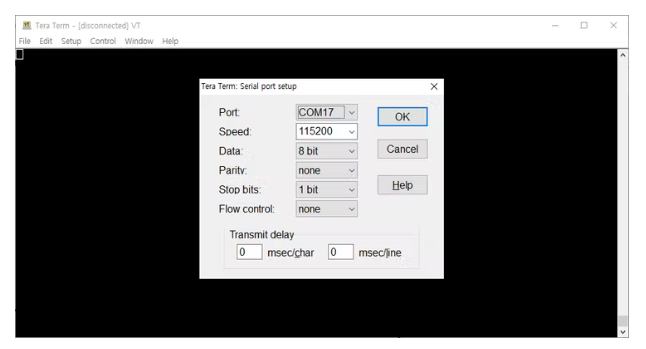 Tera Term - [disconnected] VT
File Edit Setup Control Window Help
Tera Term: Serial port setup
Port: COM17
OK
Speed: 115200
Data: 8 bit
Cancel
Parity: none
Stop bits: 1 bit
Help
Flow control: none
Transmit delay
0 msec/char 0 msec/line